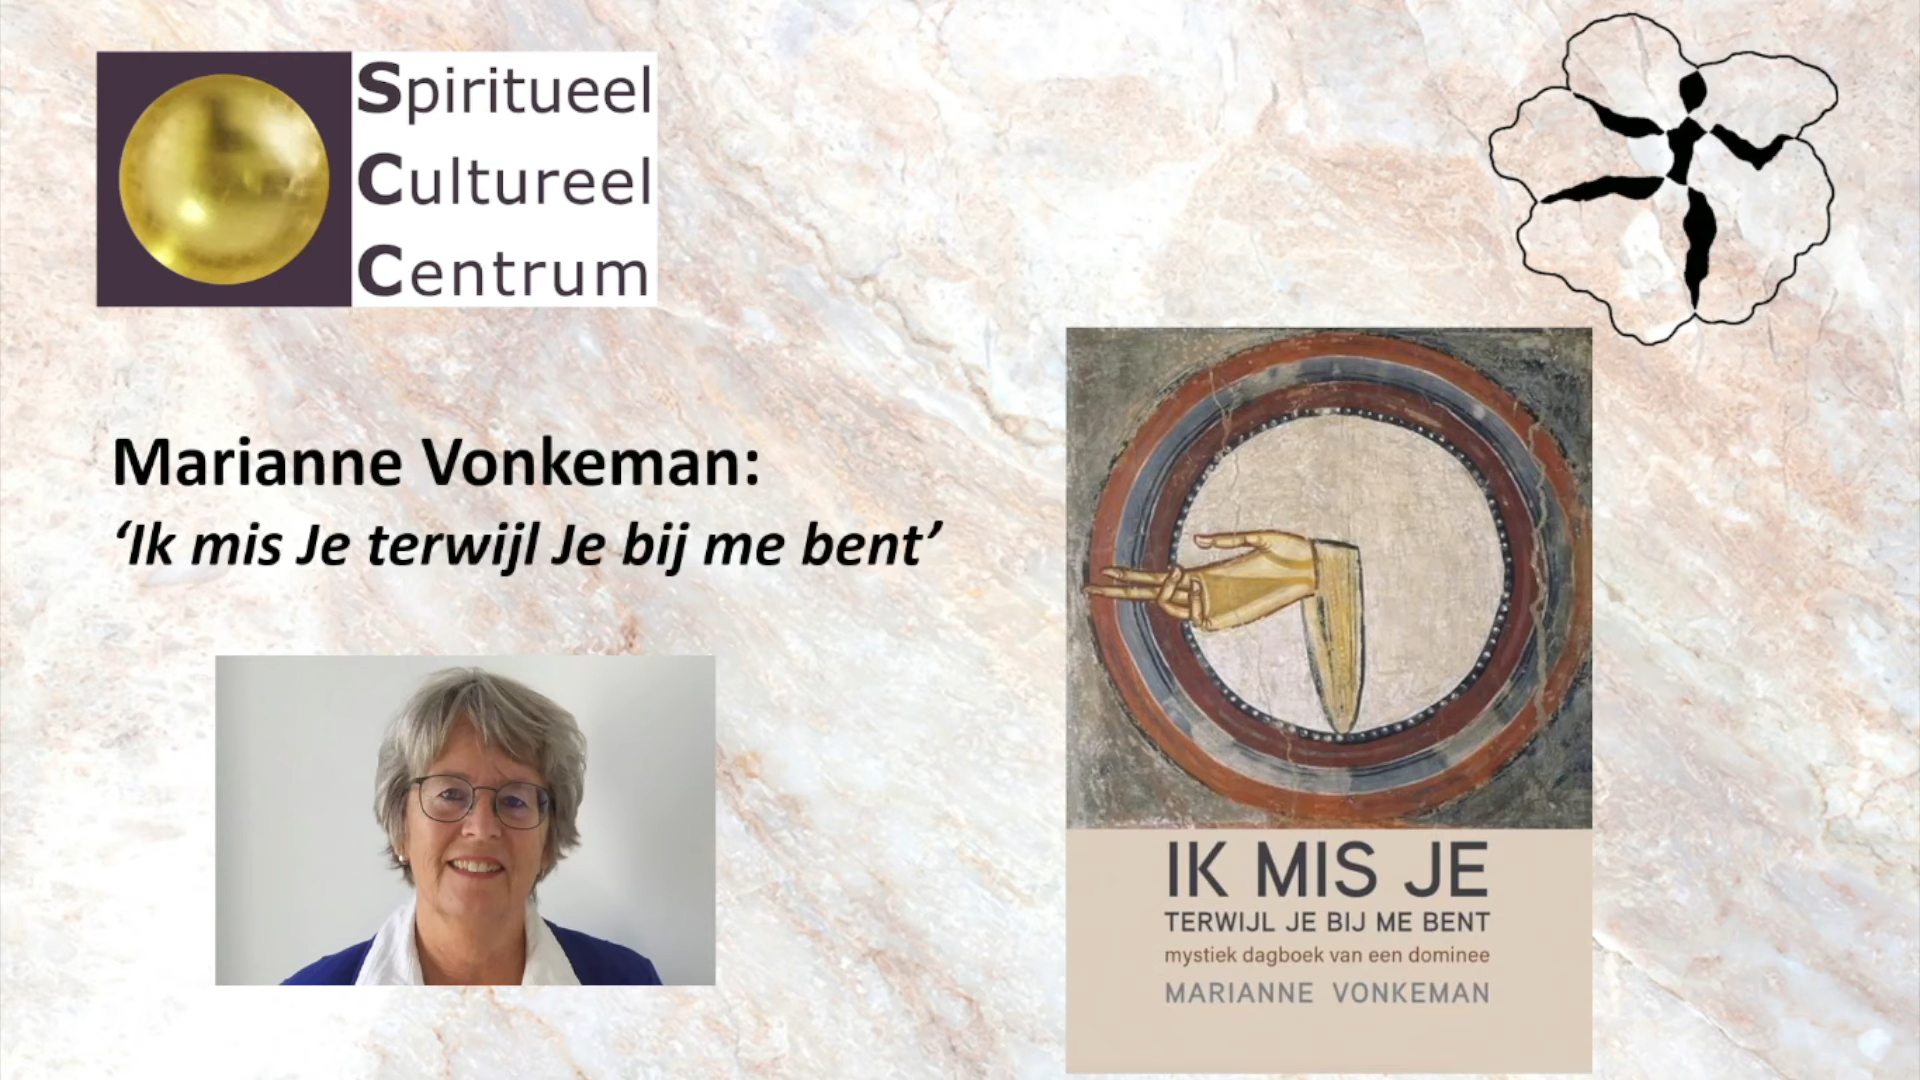 Spiritueel
Cultureel
Centrum
Marianne Vonkeman:
‘Ik mis Je terwijl Je bij me bent’
IK MIS JE
TERWIJL JE BIJ ME BENT
mystiek dagboek van een dominee
MARIANNE VONKEMAN